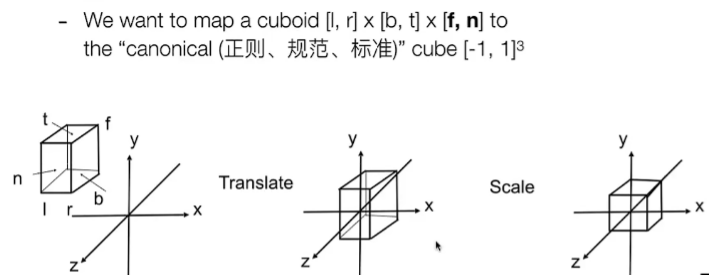 - We want to map a cuboid [l, r] x [b, t] x [f, n] to
the “canonical (正则、规范、标准)” cube [-1, 1]³
t
f
y
n
l
r
b
x
z
Translate
y
x
z
Scale
y
x
z